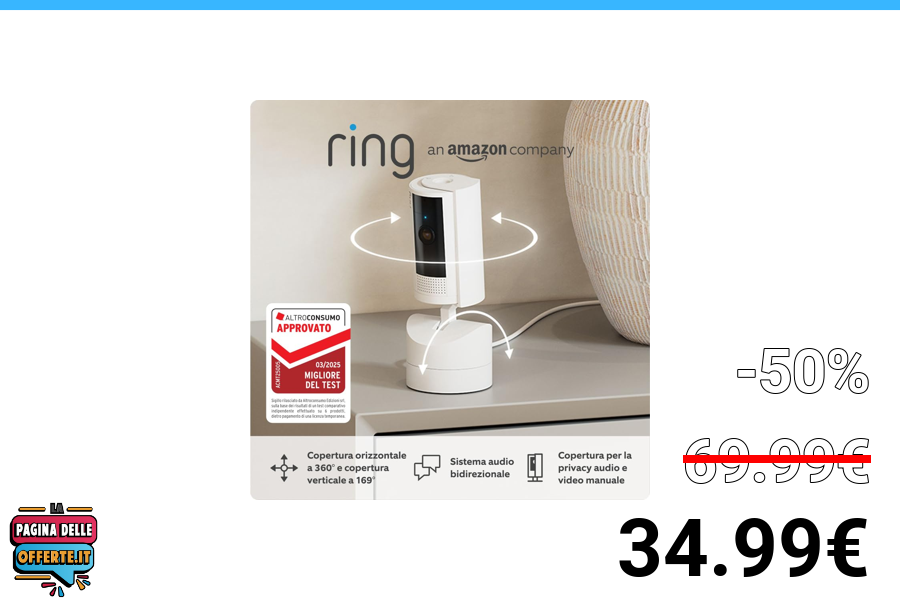 ring an amazon company
ALTROCONSUMO
APPROVATO
ACM725005
03/2025
MIGLIORE
DEL TEST
Copertura orizzontale
a 360° e copertura
verticale a 169°
Sistema audio
bidirezionale
Copertura per la
privacy audio e
video manuale
-50%
69.99€
34.99€
LA
PAGINA DELLE
OFFERTE.IT